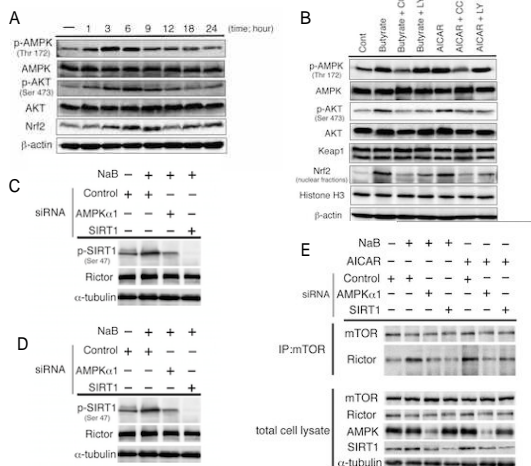 A
— 1 3 6 9 12 18 24 (time; hour)
p-AMPK
(Thr 172)
AMPK
p-AKT
(Ser 473)
AKT
Nrf2
β-actin
B
Cont
Butyrate
Butyrate + CC
Butyrate + LY
AICAR
AICAR + CC
AICAR + LY
p-AMPK
(Thr 172)
AMPK
p-AKT
(Ser 473)
AKT
Keap1
Nrf2
(nuclear fractions)
Histone H3
β-actin
C
NaB − + + +
Control + +
siRNA
AMPKα1 +
SIRT1 +
p-SIRT1
(Ser 47)
Rictor
α-tubulin
D
NaB − + + +
Control + +
siRNA
AMPKα1 +
SIRT1 +
p-SIRT1
(Ser 47)
Rictor
α-tubulin
E
NaB − + + + − − −
AICAR − − − − + + +
Control + + − − + − −
siRNA
AMPKα1 − − + − − + −
SIRT1 − − − + − − +
IP:mTOR
mTOR
Rictor
total cell lysate
mTOR
Rictor
AMPK
SIRT1
α-tubulin